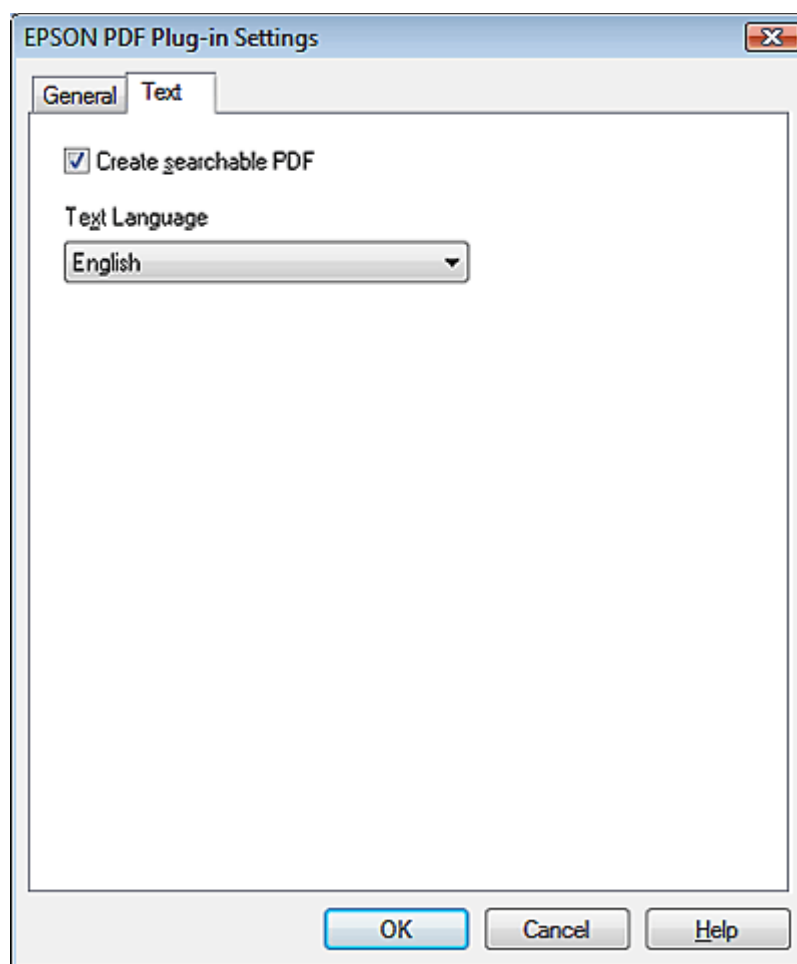 EPSON PDF Plug-in Settings
General Text
Create searchable PDF
Text Language
English
OK Cancel Help